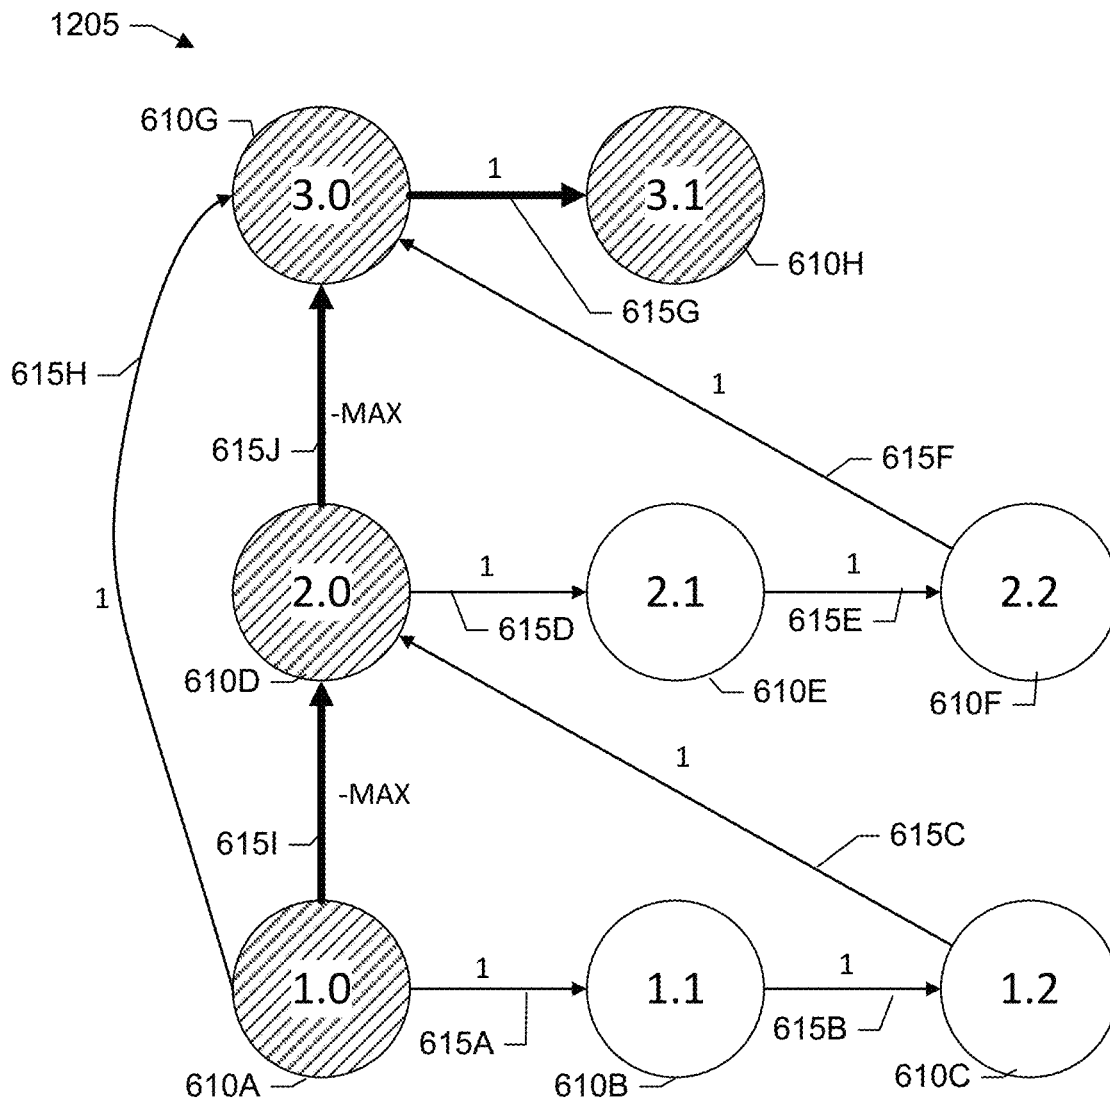 1205
610G
3.0
1
3.1
610H
615G
615H
1
-MAX
615J
615F
2.0
1
2.1
1
2.2
1
615D
615E
610D
610E
610F
1
-MAX
615I
615C
1.0
1
1.1
1
1.2
615A
615B
610A
610B
610C